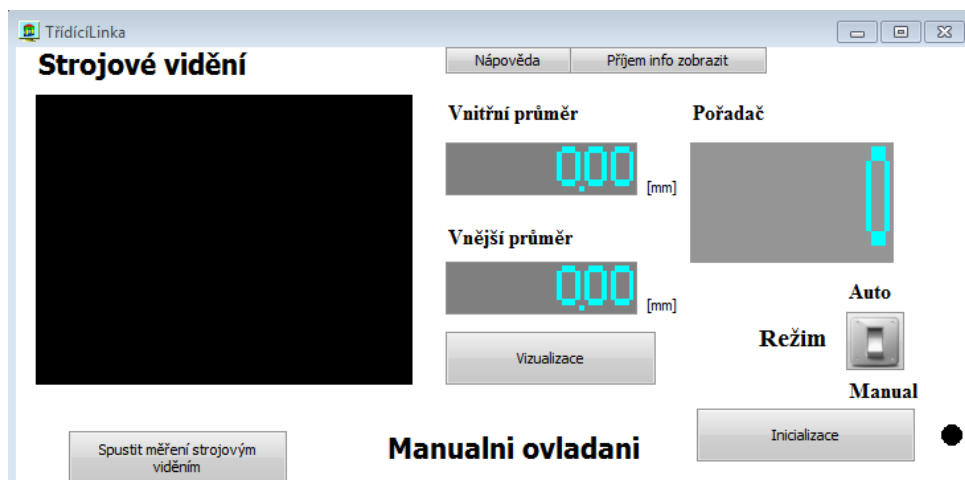 TřídícíLinka
Strojové vidění
Nápověda
Příjem info zobrazit
Vnitřní průměr
Pořadač
0.00
[mm]
0
Vnější průměr
0.00
[mm]
Auto
Režim
Vizualizace
Manual
Spustit měření strojovým
viděním
Manualni ovladani
Inicializace